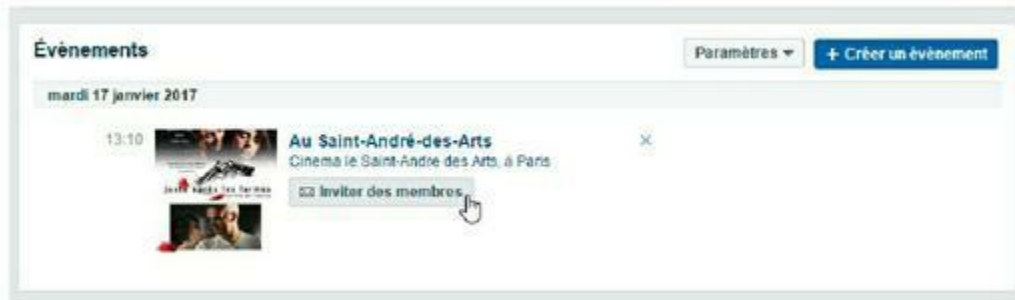 Évènements
Paramètres
+ Créer un évènement
mardi 17 janvier 2017
13:10
Au Saint-André-des-Arts
Cinema le Saint-Andre des Arts, à Paris
Inviter des membres